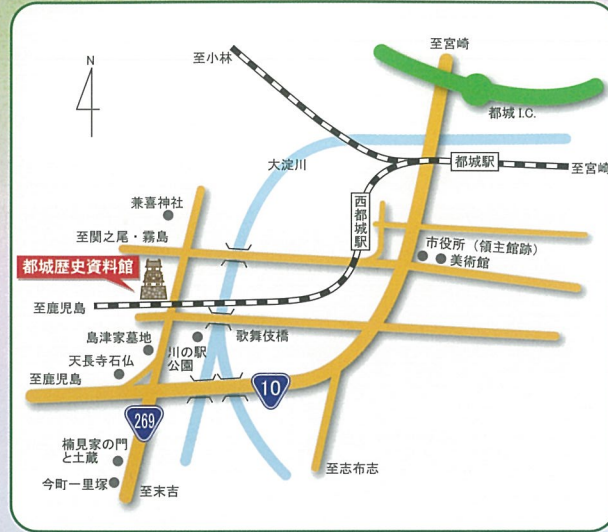 至宮崎
至小林
N
都城 I.C.
大淀川
都城駅
至宮崎
西都城駅
兼喜神社
至関之尾・霧島
市役所（領主館跡）
美術館
都城歴史資料館
至鹿児島
島津家墓地
川の駅
公園
歌舞伎橋
天長寺石仏
至鹿児島
10
269
楠見家の門
と土蔵
今町一里塚
至末吉
至志布志